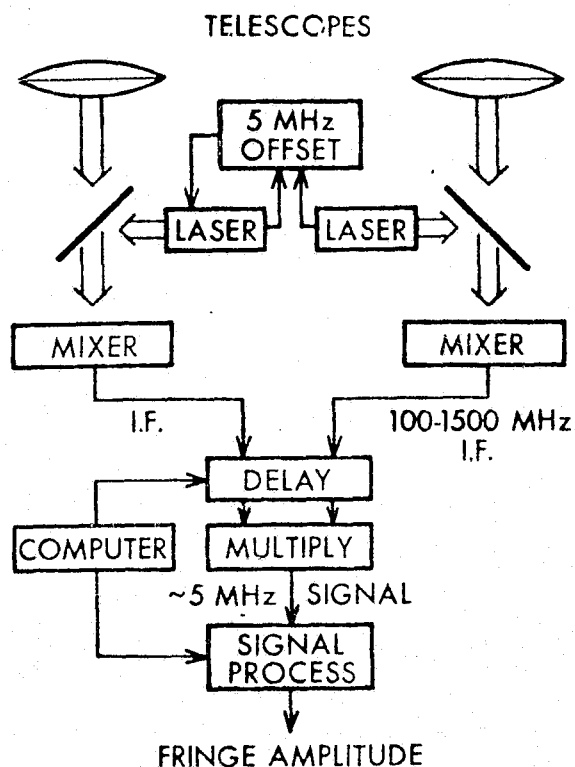 TELESCOPES
5 MHz
OFFSET
LASER
LASER
MIXER
MIXER
I.F.
100-1500 MHz
I.F.
DELAY
COMPUTER
MULTIPLY
~5 MHz SIGNAL
SIGNAL
PROCESS
FRINGE AMPLITUDE